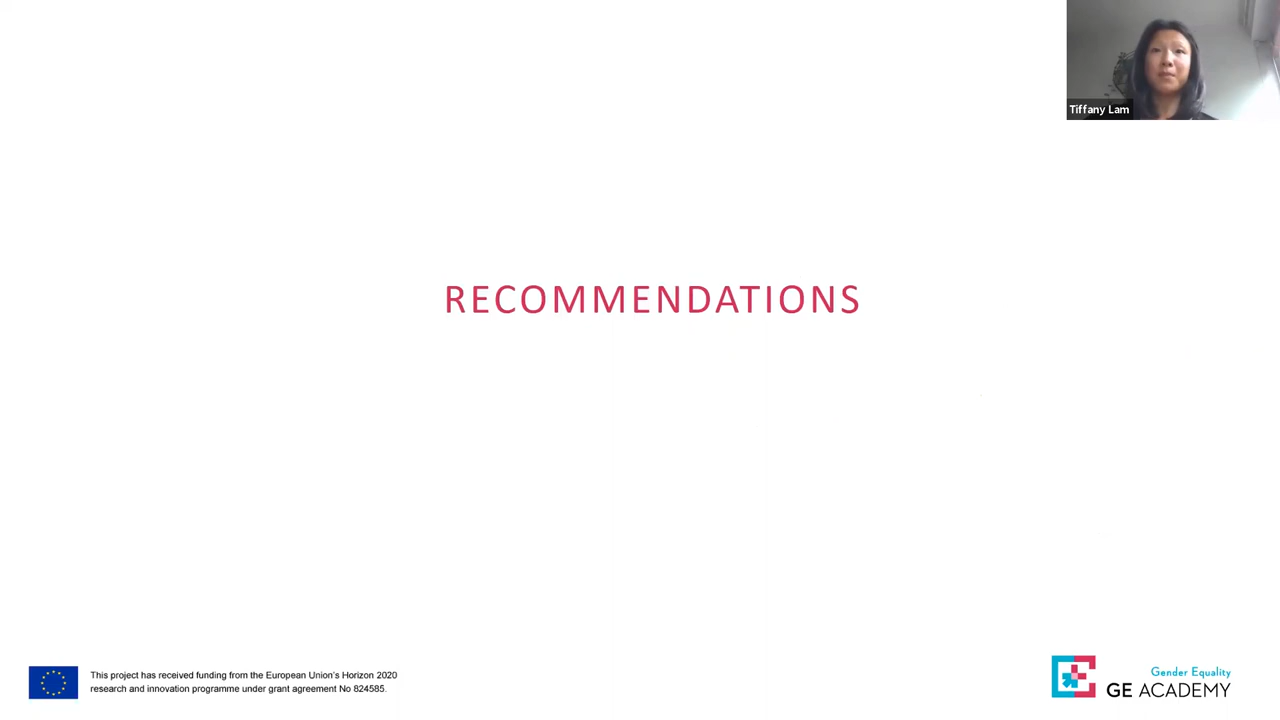 Tiffany Lam
RECOMMENDATIONS
This project has received funding from the European Union's Horizon 2020
research and innovation programme under grant agreement No 824585.
Gender Equality
GE ACADEMY